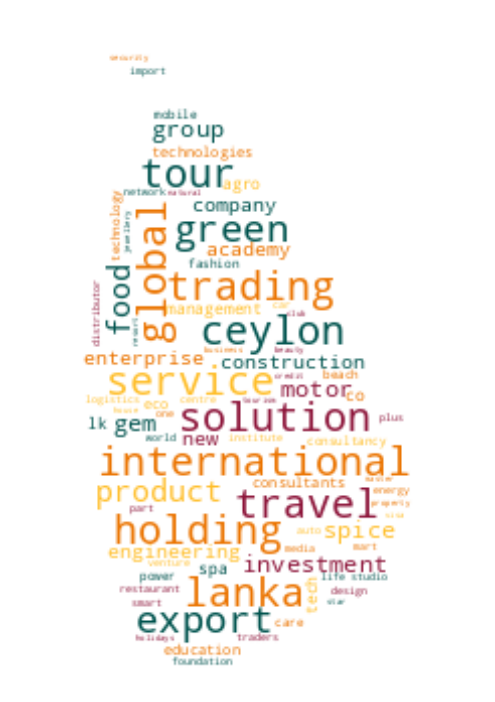 security
import
mobile
group
technologies
tour
agro
network natural
technology
jewellery
company
global
green
academy
fashion
food
trading
distributor
management car
club
resort
ceylon
business beauty
enterprise construction
service
credit beach
motor
co
logistics centre tourism
eco
house one
solution plus
lk gem
world new institute consultancy
international
consultants master
product energy
travel property
part visa
holding
auto spice
engineering media mart
venture investment
power spa life studio
restaurant lanka tech design
smart star
export care
holidays traders
education
foundation